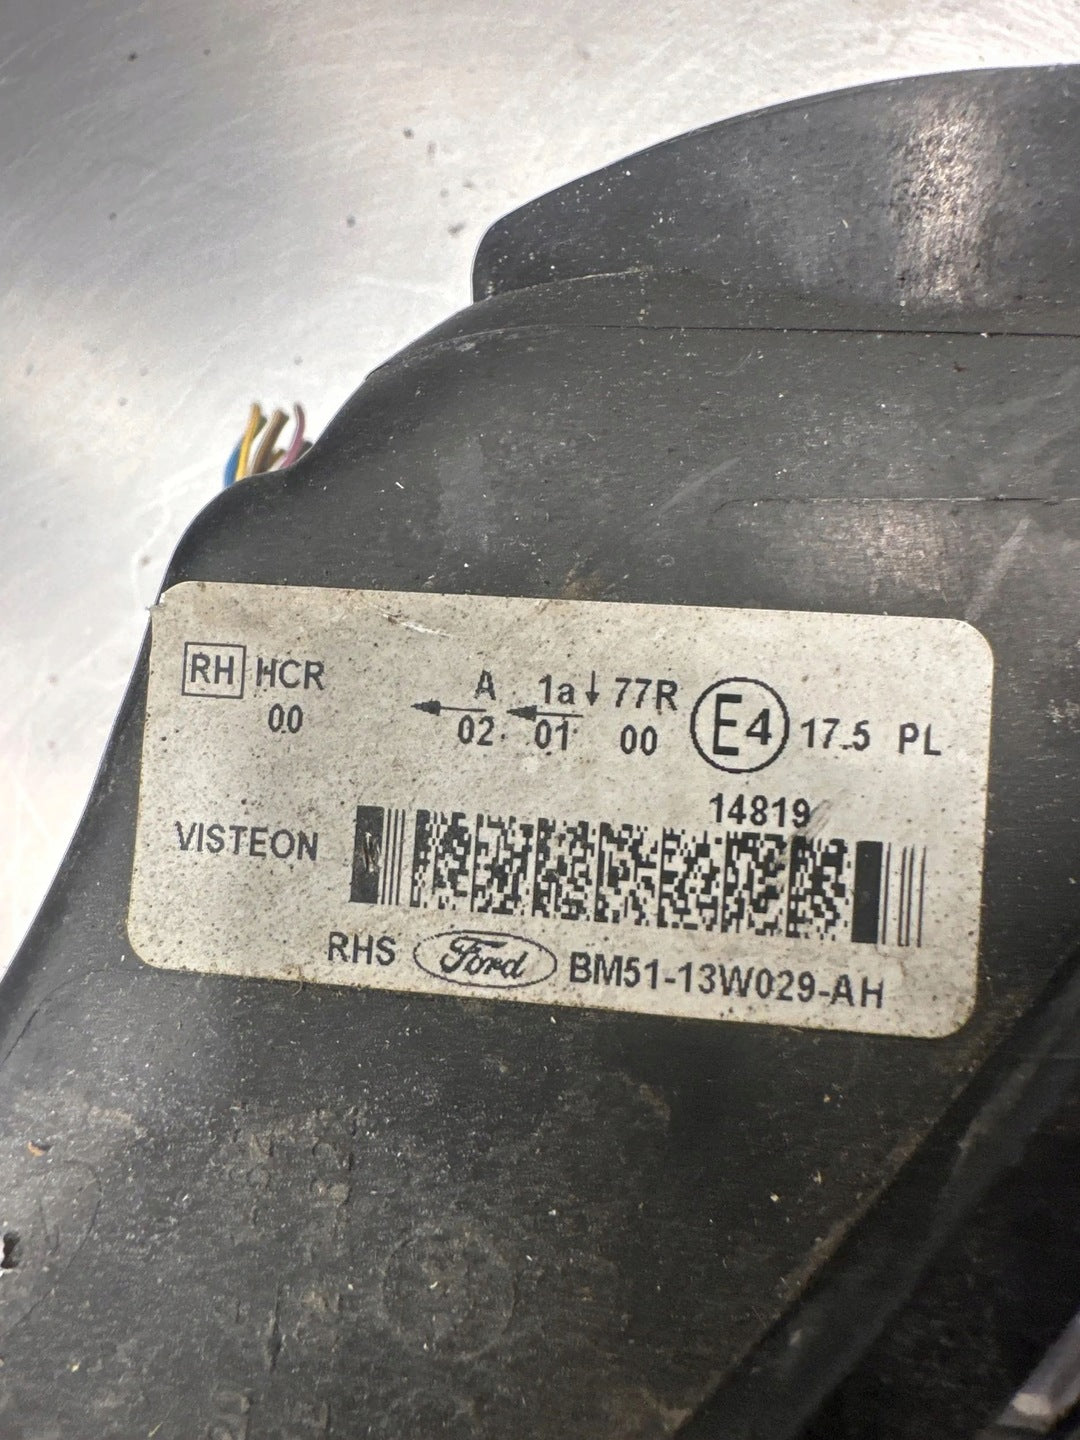 RH HCR A 1a 77R E4 17.5 PL
00 02 01 00
14819
VISTEON
RHS Ford BM51-13W029-AH